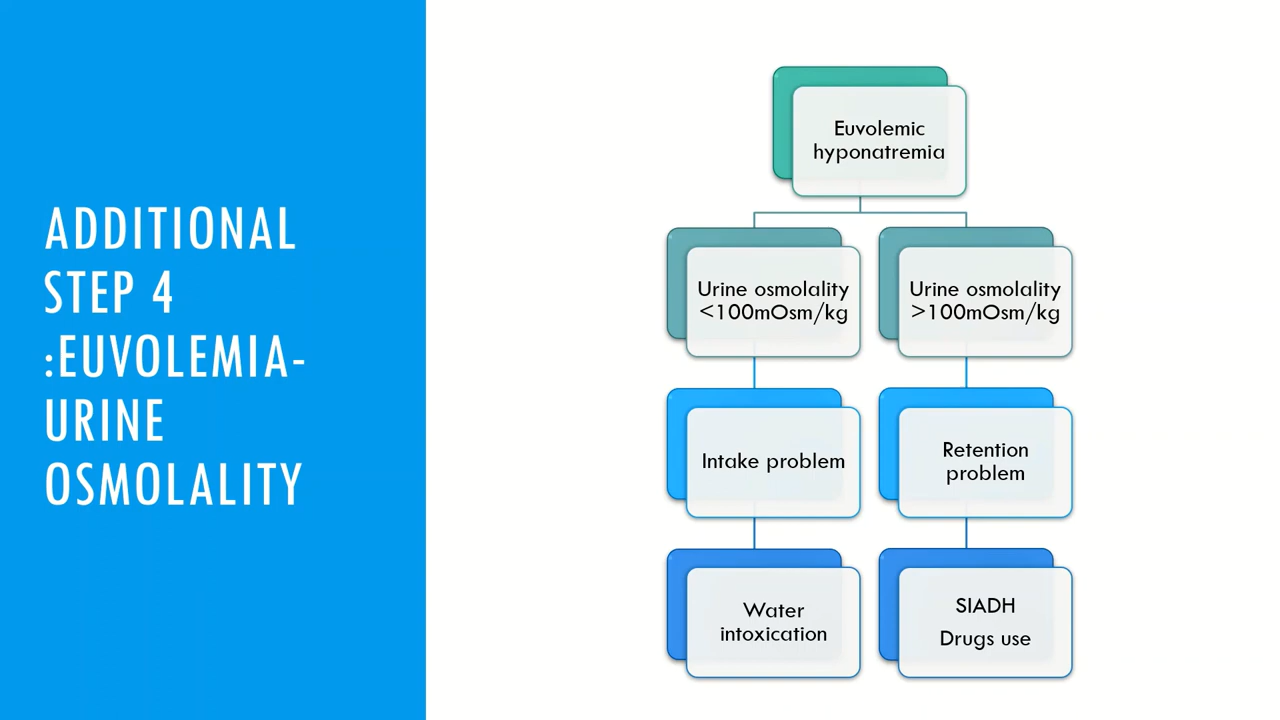 ADDITIONAL
STEP 4
:EUVOLEMIA-
URINE
OSMOLALITY
Euvolemic
hyponatremia
Urine osmolality
<100mOsm/kg
Urine osmolality
>100mOsm/kg
Intake problem
Retention
problem
Water
intoxication
SIADH
Drugs use